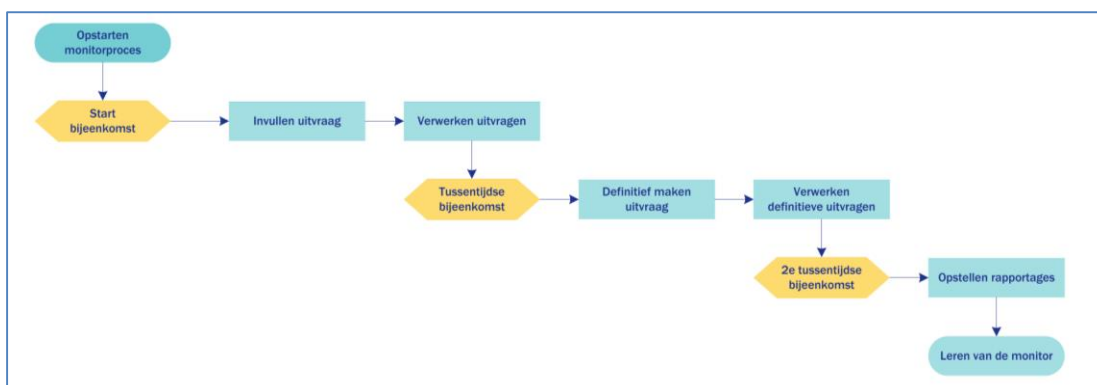 Opstarten
monitorproces
Start
bijeenkomst
Invullen uitvraag
Verwerken uitvragen
Tussentijdse
bijeenkomst
Definitief maken
uitvraag
Verwerken
definitieve uitvragen
2e tussentijdse
bijeenkomst
Opstellen rapportages
Leren van de monitor